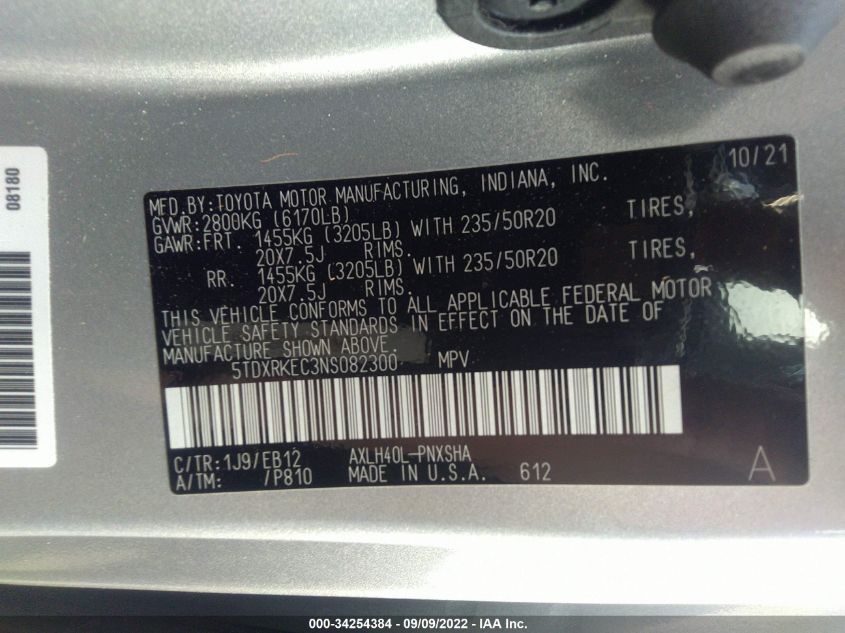 08180
10/21
MFD.BY:TOYOTA MOTOR MANUFACTURING, INDIANA, INC.
GVWR:2800KG (6170LB)
GAWR:FRT. 1455KG (3205LB) WITH 235/50R20 TIRES,
20X7.5J RIMS.
RR. 1455KG (3205LB) WITH 235/50R20 TIRES,
20X7.5J RIMS.
THIS VEHICLE CONFORMS TO ALL APPLICABLE FEDERAL MOTOR
VEHICLE SAFETY STANDARDS IN EFFECT ON THE DATE OF
MANUFACTURE SHOWN ABOVE.
5TDXRKEC3NS082300 MPV
C/TR:1J9/EB12 AXLH40L-PNXSHA
A/TM: /P810 MADE IN U.S.A. 612 A
000-34254384 - 09/09/2022 - IAA Inc.